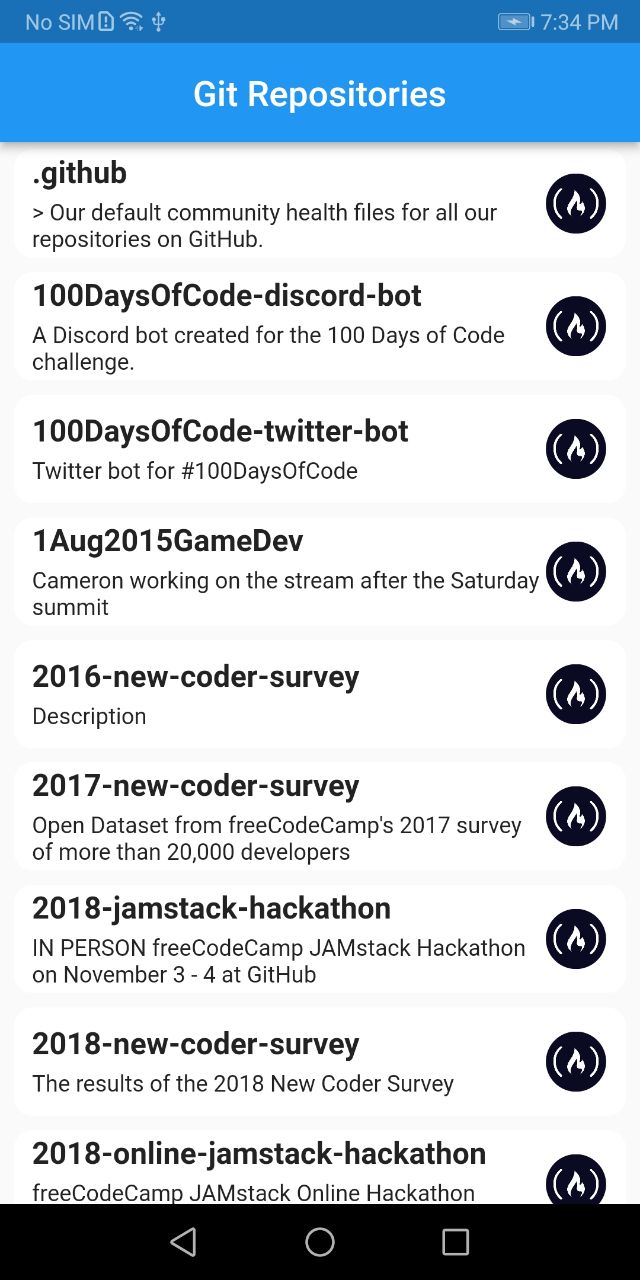 No SIM 7:34 PM
Git Repositories
.github
> Our default community health files for all our
repositories on GitHub.
100DaysOfCode-discord-bot
A Discord bot created for the 100 Days of Code
challenge.
100DaysOfCode-twitter-bot
Twitter bot for #100DaysOfCode
1Aug2015GameDev
Cameron working on the stream after the Saturday
summit
2016-new-coder-survey
Description
2017-new-coder-survey
Open Dataset from freeCodeCamp's 2017 survey
of more than 20,000 developers
2018-jamstack-hackathon
IN PERSON freeCodeCamp JAMstack Hackathon
on November 3 - 4 at GitHub
2018-new-coder-survey
The results of the 2018 New Coder Survey
2018-online-jamstack-hackathon
freeCodeCamp JAMstack Online Hackathon